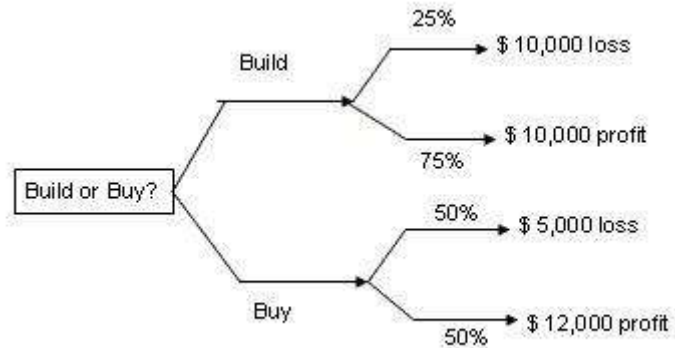 25%
$ 10,000 loss
Build
$ 10,000 profit
75%
Build or Buy?
50%
$ 5,000 loss
Buy
$ 12,000 profit
50%